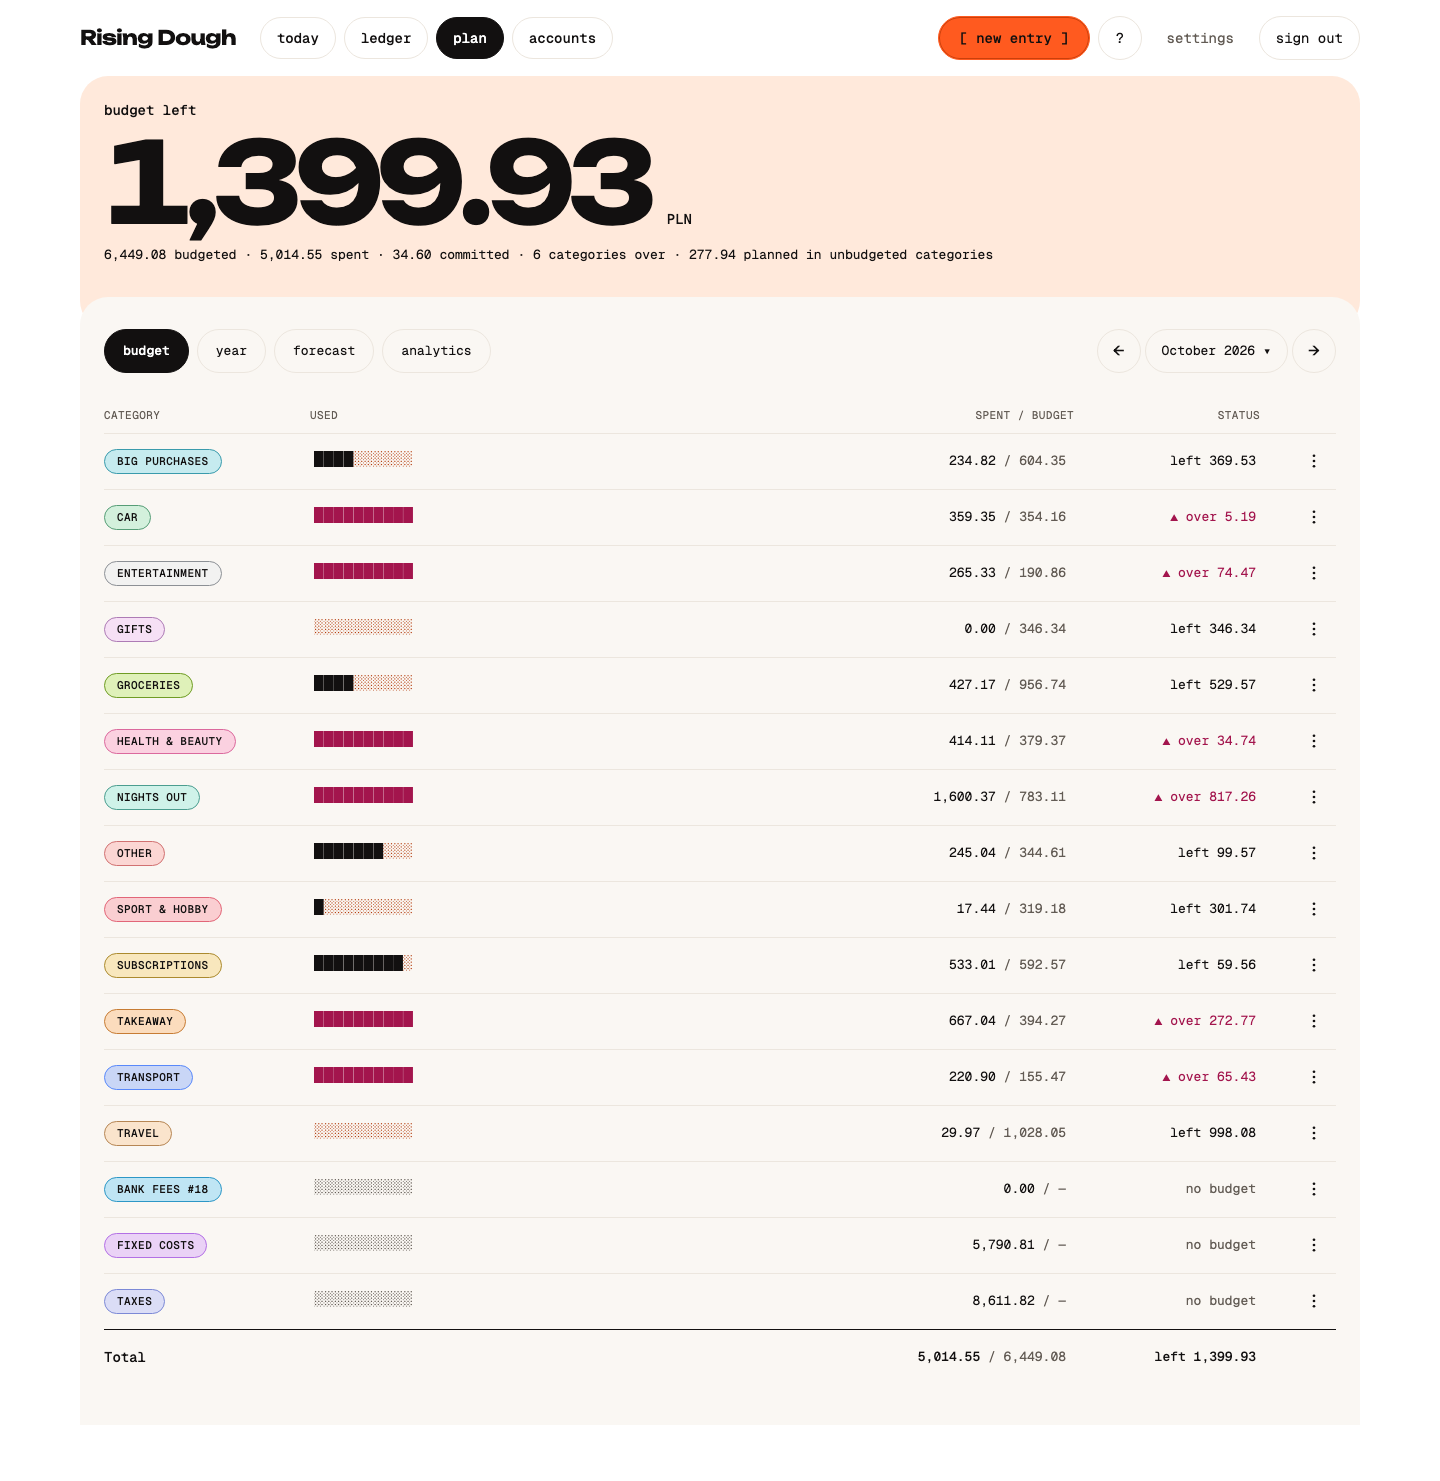 Rising Dough today ledger plan accounts [ new entry ] ? settings sign out
budget left
1,399.93 PLN
6,449.08 budgeted · 5,014.55 spent · 34.60 committed · 6 categories over · 277.94 planned in unbudgeted categories
budget year forecast analytics ← October 2026 ▾ →
CATEGORY USED SPENT / BUDGET STATUS
BIG PURCHASES 234.82 / 604.35 left 369.53
CAR 359.35 / 354.16 ▲ over 5.19
ENTERTAINMENT 265.33 / 190.86 ▲ over 74.47
GIFTS 0.00 / 346.34 left 346.34
GROCERIES 427.17 / 956.74 left 529.57
HEALTH & BEAUTY 414.11 / 379.37 ▲ over 34.74
NIGHTS OUT 1,600.37 / 783.11 ▲ over 817.26
OTHER 245.04 / 344.61 left 99.57
SPORT & HOBBY 17.44 / 319.18 left 301.74
SUBSCRIPTIONS 533.01 / 592.57 left 59.56
TAKEAWAY 667.04 / 394.27 ▲ over 272.77
TRANSPORT 220.90 / 155.47 ▲ over 65.43
TRAVEL 29.97 / 1,028.05 left 998.08
BANK FEES #18 0.00 / — no budget
FIXED COSTS 5,790.81 / — no budget
TAXES 8,611.82 / — no budget
Total 5,014.55 / 6,449.08 left 1,399.93